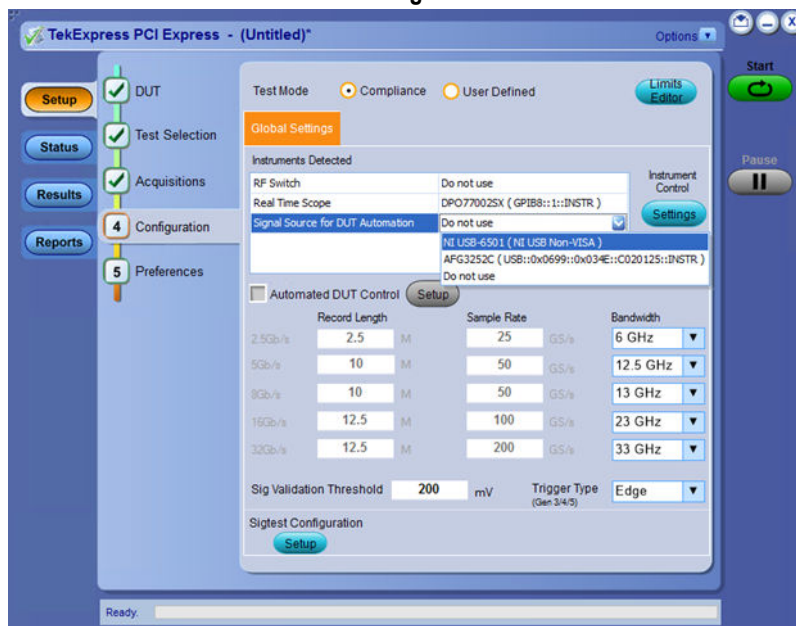 TekExpress PCI Express - (Untitled)*
Options
Start
Pause
Setup
Status
Results
Reports
DUT
Test Selection
Acquisitions
4 Configuration
5 Preferences
Test Mode Compliance User Defined Limits Editor
Global Settings
Instruments Detected
RF Switch Do not use
Real Time Scope DPO77002SX ( GPIB8::1::INSTR )
Signal Source for DUT Automation Do not use
NI USB-6501 ( NI USB Non-VISA )
AFG3252C ( USB::0x0699::0x034E::C020125::INSTR )
Do not use
Instrument Control
Settings
Automated DUT Control Setup
Record Length Sample Rate Bandwidth
2.5Gb/s 2.5 M 25 GS/s 6 GHz
5Gb/s 10 M 50 GS/s 12.5 GHz
8Gb/s 10 M 50 GS/s 13 GHz
16Gb/s 12.5 M 100 GS/s 23 GHz
32Gb/s 12.5 M 200 GS/s 33 GHz
Sig Validation Threshold 200 mV Trigger Type Edge
(Gen 3/4/5)
Sigtest Configuration
Setup
Ready.